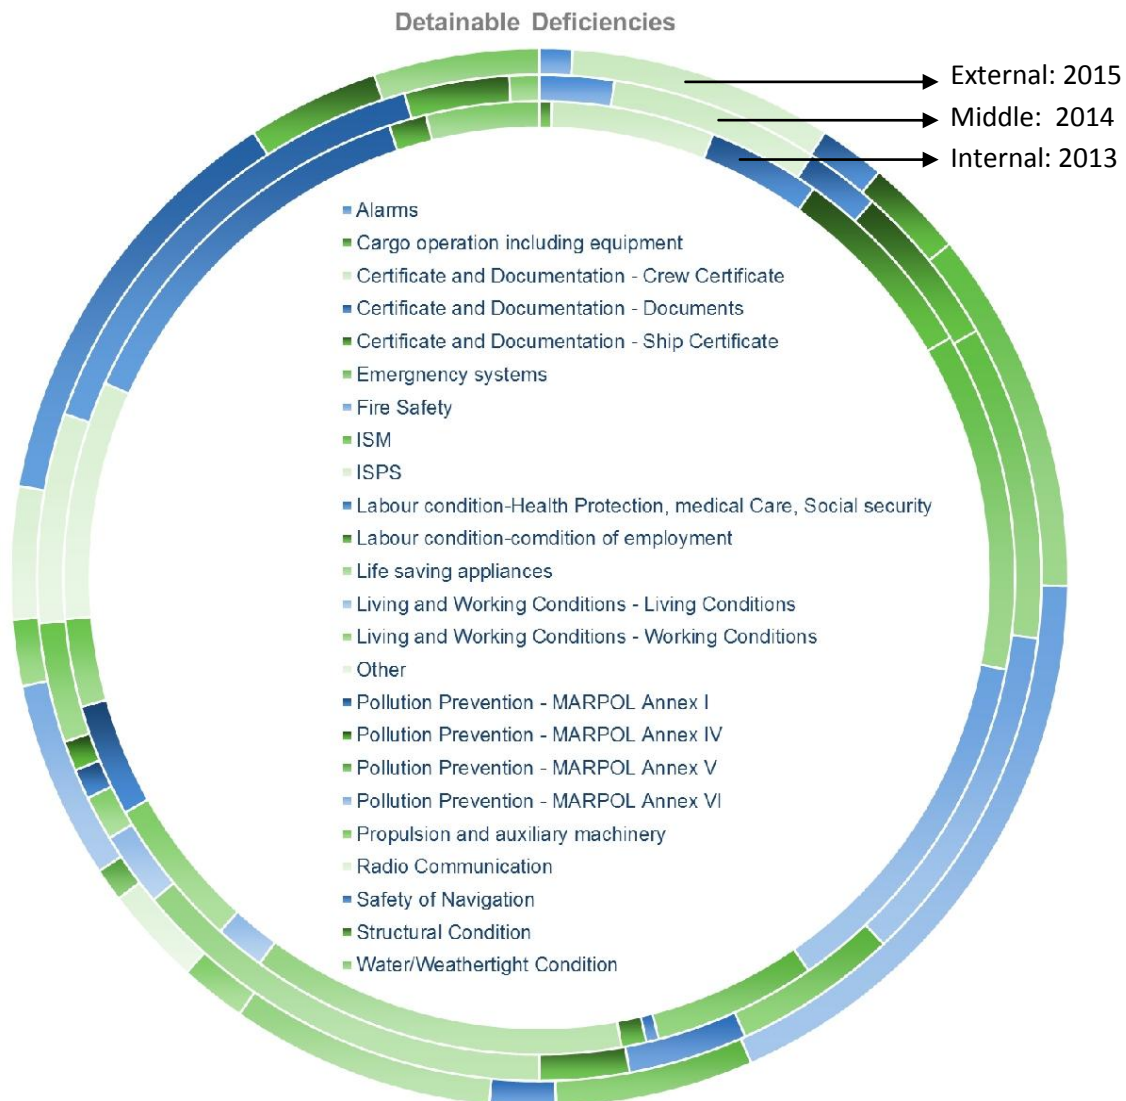 Detainable Deficiencies
External: 2015
Middle: 2014
Internal: 2013
Alarms
Cargo operation including equipment
Certificate and Documentation - Crew Certificate
Certificate and Documentation - Documents
Certificate and Documentation - Ship Certificate
Emergnency systems
Fire Safety
ISM
ISPS
Labour condition-Health Protection, medical Care, Social security
Labour condition-comdition of employment
Life saving appliances
Living and Working Conditions - Living Conditions
Living and Working Conditions - Working Conditions
Other
Pollution Prevention - MARPOL Annex I
Pollution Prevention - MARPOL Annex IV
Pollution Prevention - MARPOL Annex V
Pollution Prevention - MARPOL Annex VI
Propulsion and auxiliary machinery
Radio Communication
Safety of Navigation
Structural Condition
Water/Weathertight Condition